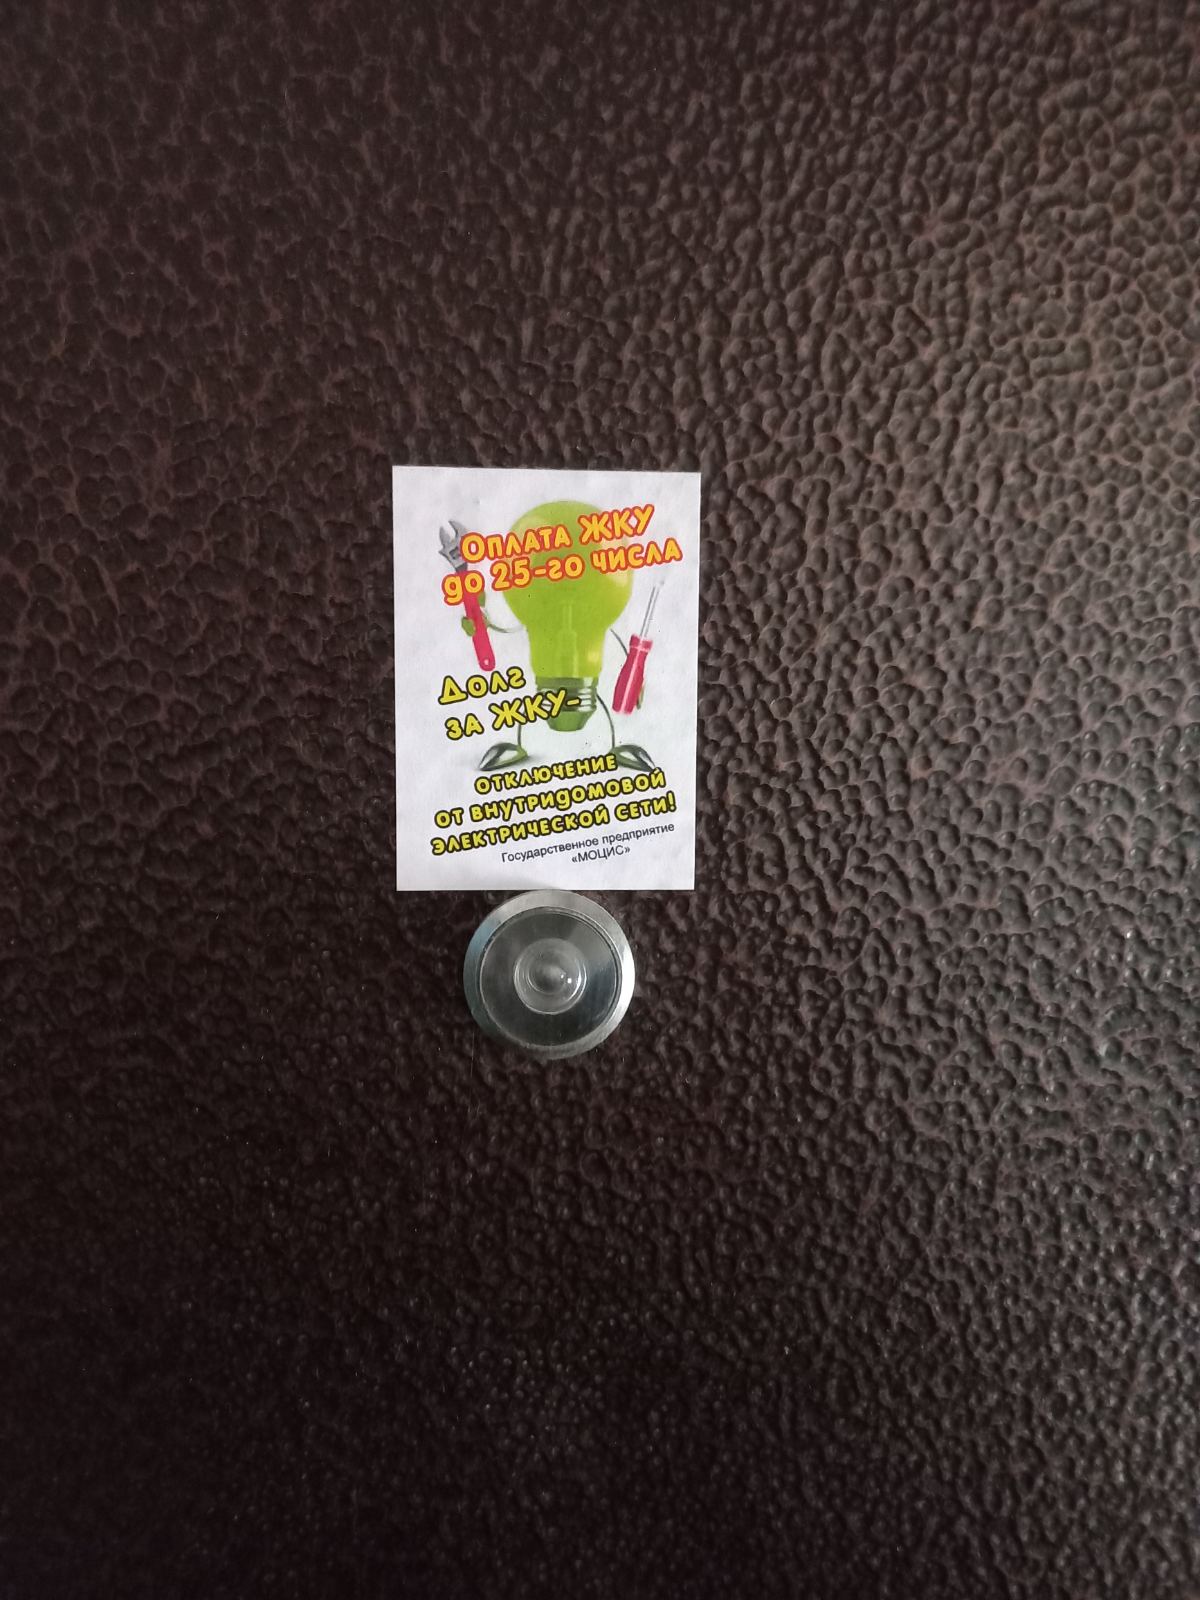 Оплата ЖКУ
до 25-го числа
Долг
за ЖКУ-
отключение
от внутридомовой
электрической сети!
Государственное предприятие
«МОЦИС»